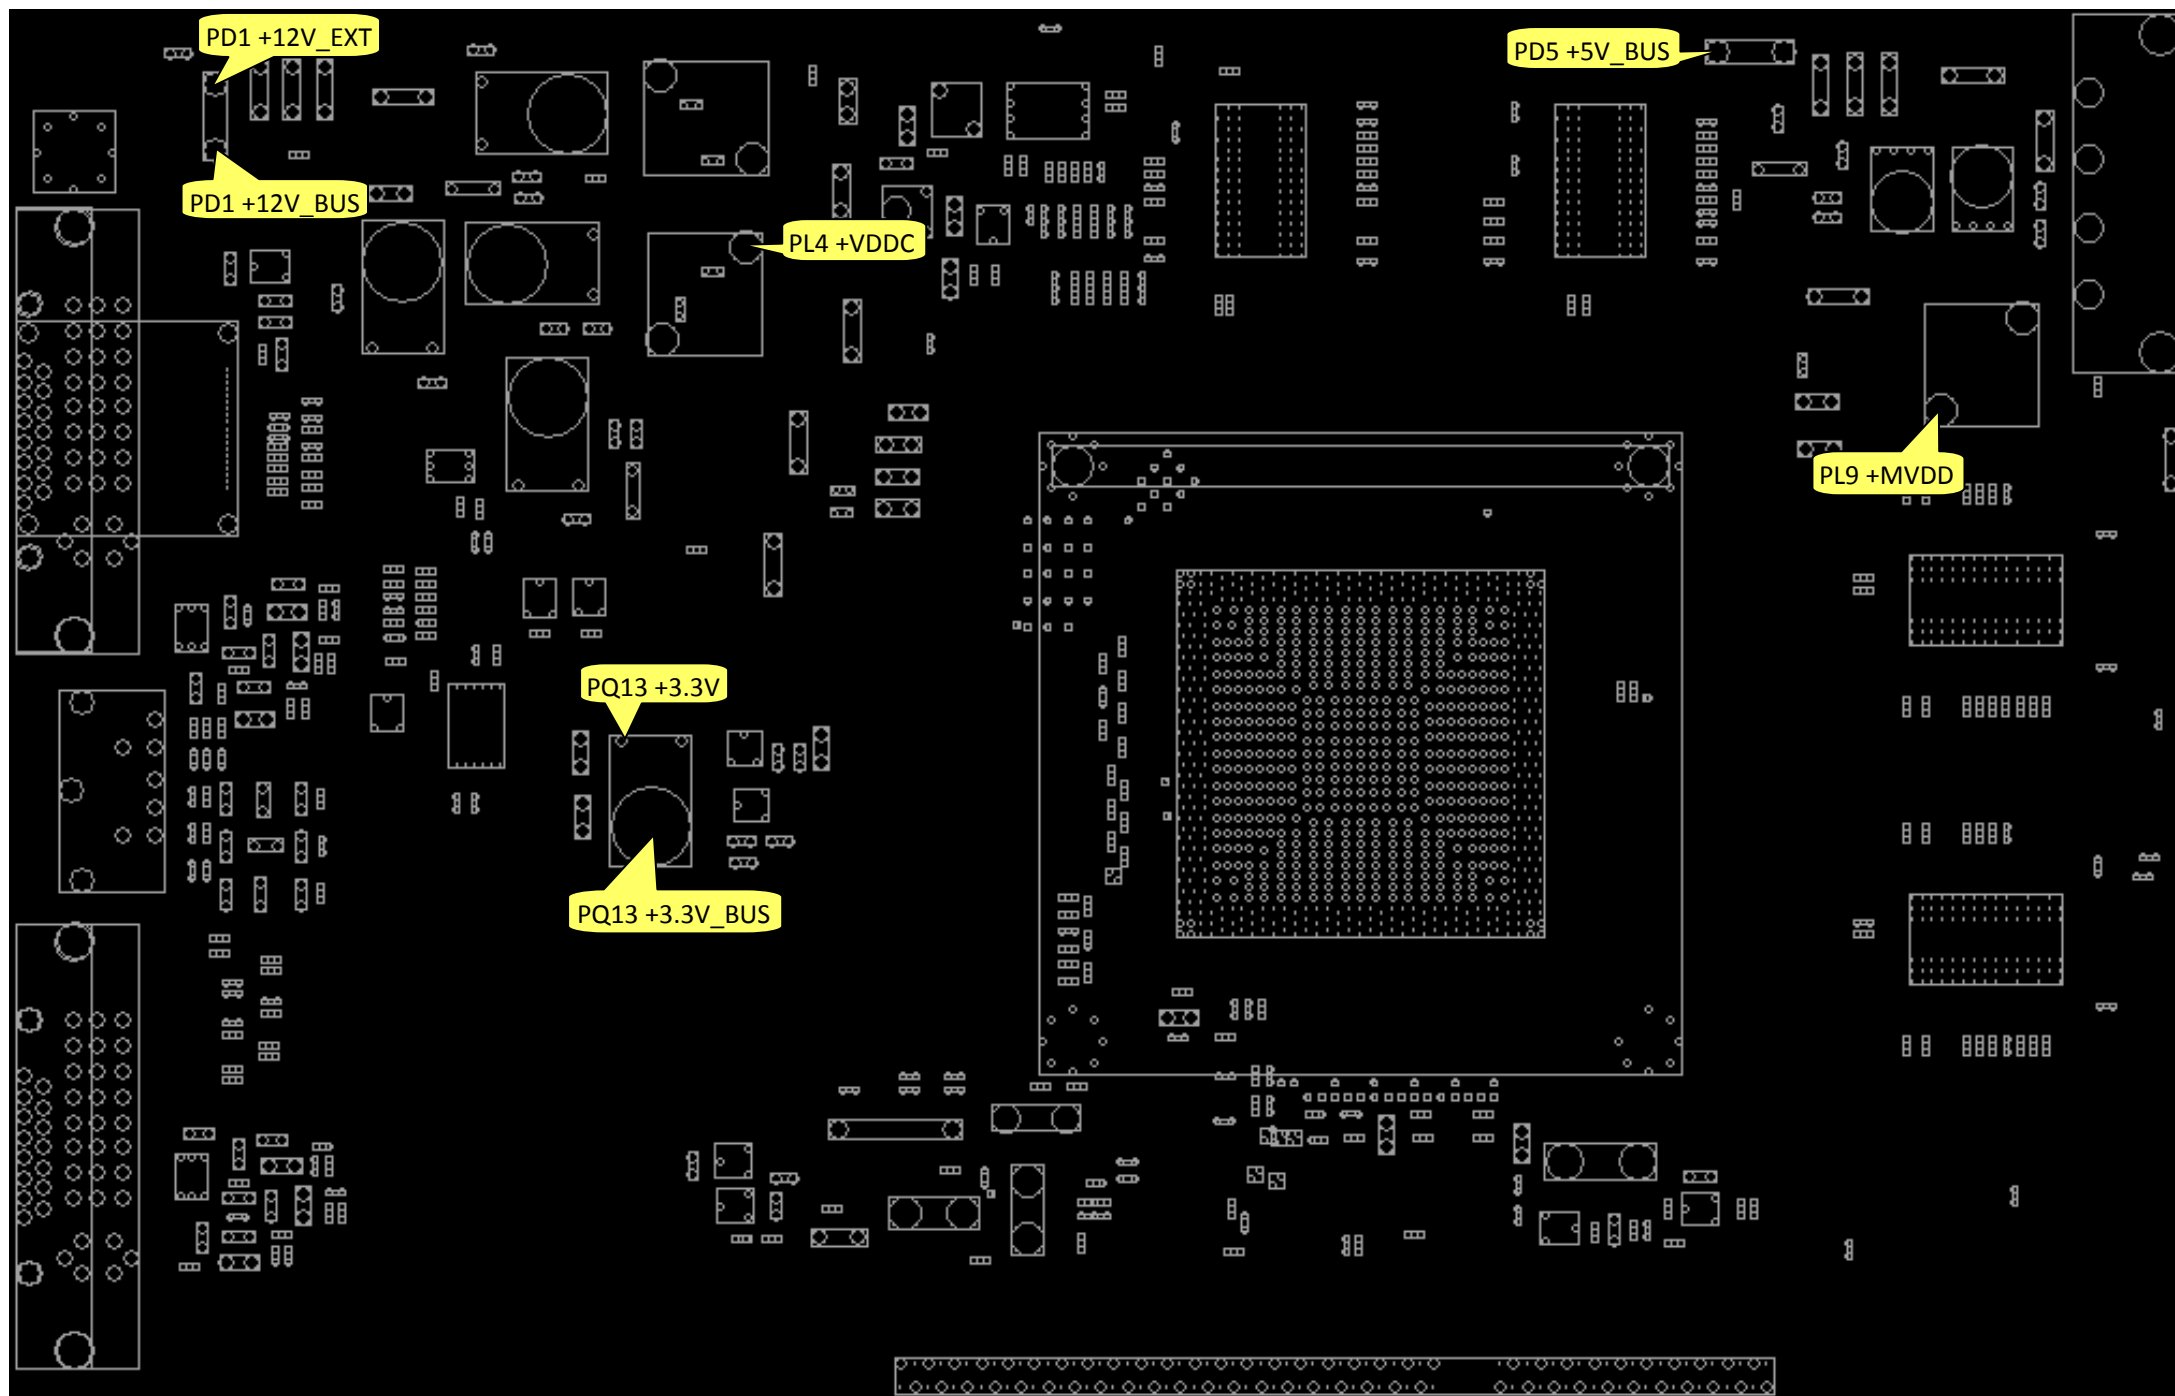 PD1 +12V_EXT
PD5 +5V_BUS
PD1 +12V_BUS
PL4 +VDDC
PL9 +MVDD
PQ13 +3.3V
PQ13 +3.3V_BUS